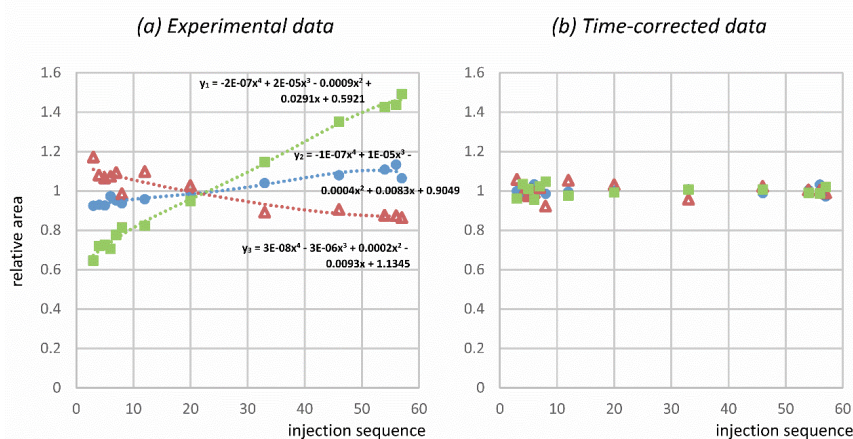 (a) Experimental data
(b) Time-corrected data
1.6
1.4
1.2
1
0.8
0.6
0.4
0.2
0
relative area
y₁ = -2E-07x⁴ + 2E-05x³ - 0.0009x² +
0.0291x + 0.5921
y₂ = -1E-07x⁴ + 1E-05x³ -
0.0004x² + 0.0083x + 0.9049
y₃ = 3E-08x⁴ - 3E-06x³ + 0.0002x² -
0.0093x + 1.1345
0 10 20 30 40 50 60
injection sequence
1.6
1.4
1.2
1
0.8
0.6
0.4
0.2
0
0 10 20 30 40 50 60
injection sequence